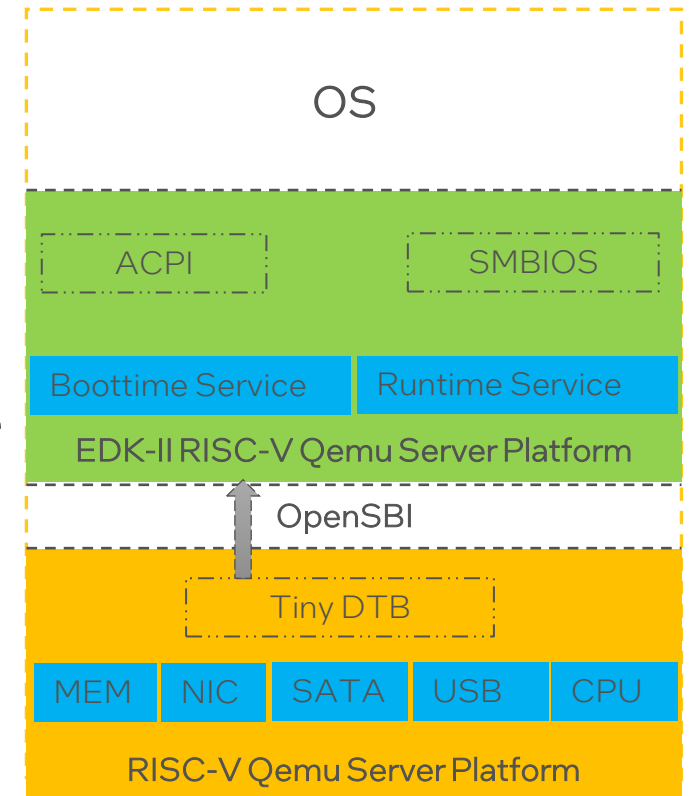 OS
ACPI
SMBIOS
Boottime Service
Runtime Service
EDK-II RISC-V Qemu Server Platform
OpenSBI
Tiny DTB
MEM
NIC
SATA
USB
CPU
RISC-V Qemu Server Platform